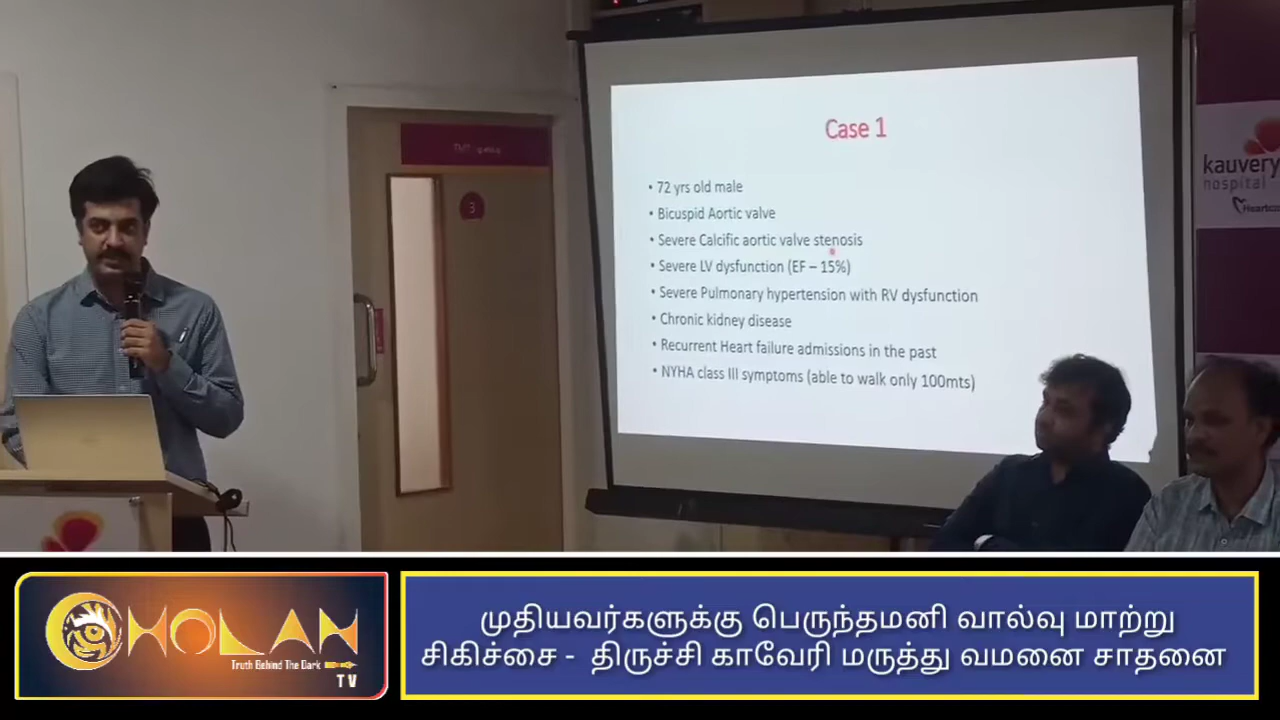 Case 1
• 72 yrs old male
• Bicuspid Aortic valve
• Severe Calcific aortic valve stenosis
• Severe LV dysfunction (EF – 15%)
• Severe Pulmonary hypertension with RV dysfunction
• Chronic kidney disease
• Recurrent Heart failure admissions in the past
• NYHA class III symptoms (able to walk only 100mts)
3
kauvery
hospital
CHOLAN
Truth Behind The Dark
TV
முதியவர்களுக்கு பெருந்தமனி வால்வு மாற்று
சிகிச்சை - திருச்சி காவேரி மருத்து வமனை சாதனை